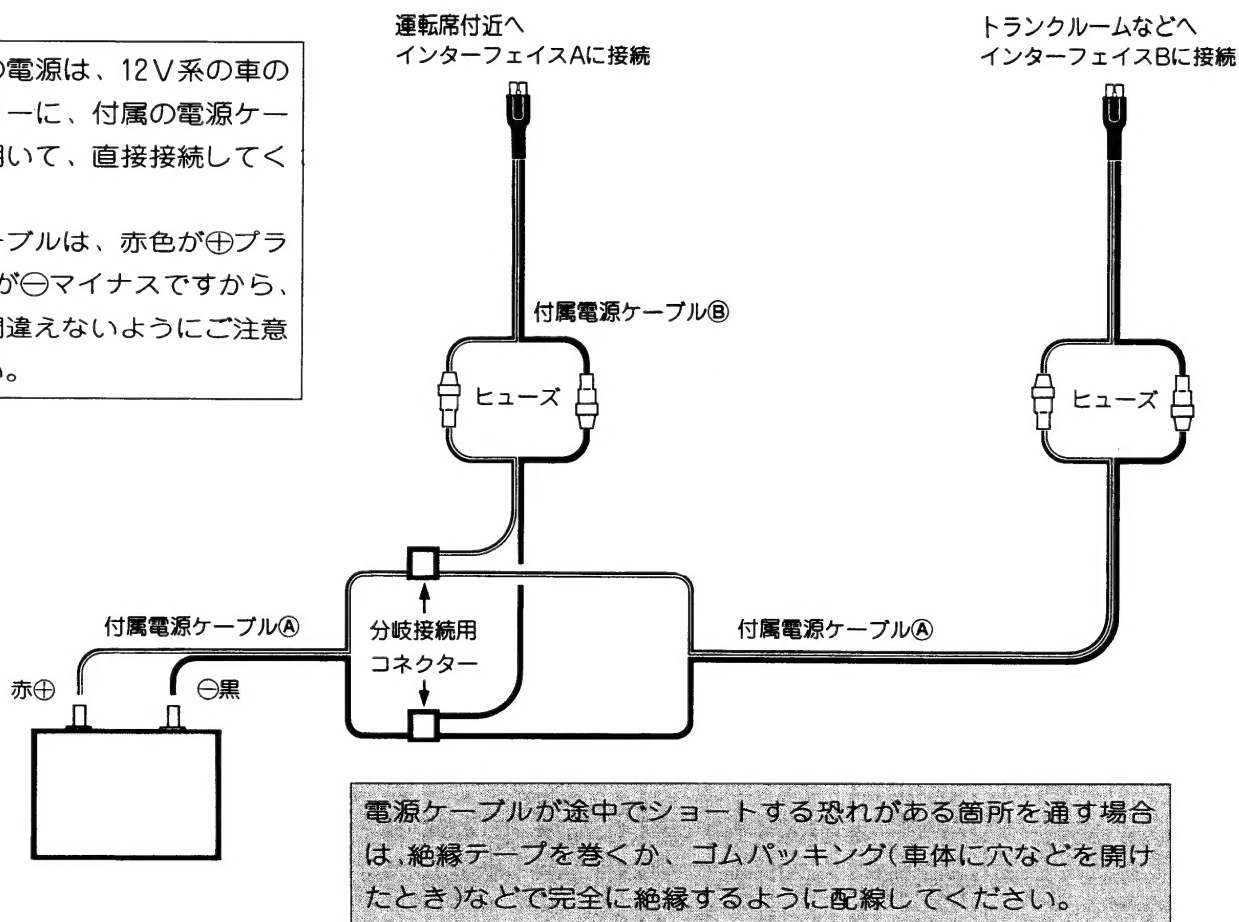 運転席付近へ
インターフェイスAに接続
トランクルームなどへ
インターフェイスBに接続
の電源は、12V系の車の
ーに、付属の電源ケー
用いて、直接接続してく
ーブルは、赤色が⊕プラ
が⊖マイナスですから、
間違えないようにご注意
い。
付属電源ケーブルⒷ
ヒューズ
ヒューズ
付属電源ケーブルⒶ
分岐接続用
コネクター
付属電源ケーブルⒶ
赤⊕
⊖黒
電源ケーブルが途中でショートする恐れがある箇所を通す場合
は、絶縁テープを巻くか、ゴムパッキング(車体に穴などを開け
たとき)などで完全に絶縁するように配線してください。